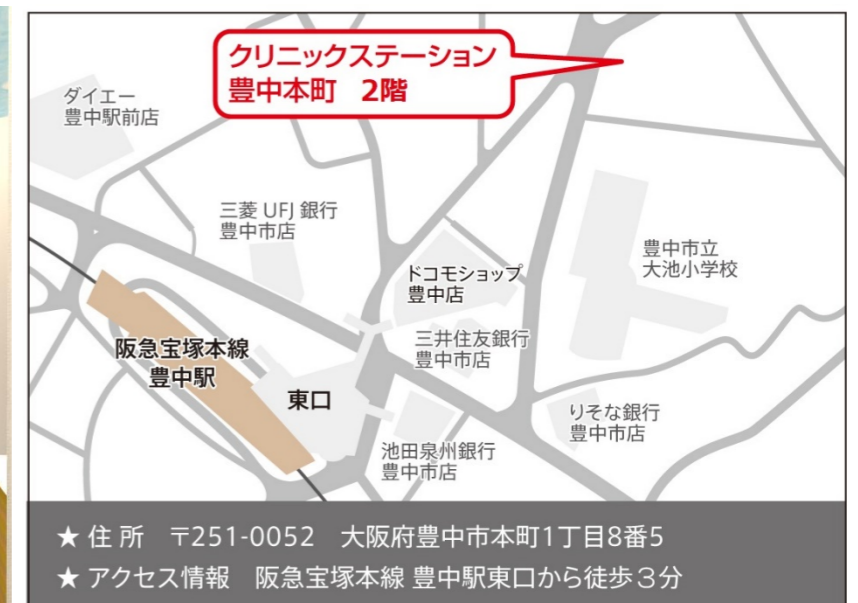 クリニックステーション
豊中本町 2階
ダイエー
豊中駅前店
三菱 UFJ 銀行
豊中市店
ドコモショップ
豊中店
豊中市立
大池小学校
三井住友銀行
豊中市店
阪急宝塚本線
豊中駅
東口
りそな銀行
豊中市店
池田泉州銀行
豊中市店
★ 住 所 〒251-0052 大阪府豊中市本町1丁目8番5
★ アクセス情報 阪急宝塚本線 豊中駅東口から徒歩3分